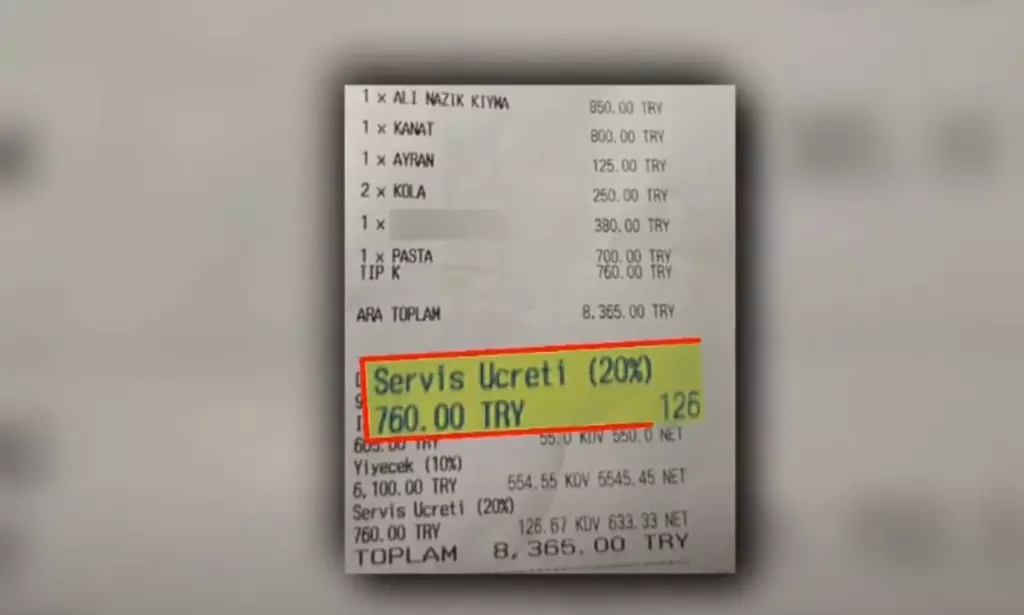 1 x ALI NAZIK KIYMA 850.00 TRY
1 x KANAT 800.00 TRY
1 x AYRAN 125.00 TRY
2 x KOLA 250.00 TRY
1 x 380.00 TRY
1 x PASTA 700.00 TRY
TIP K 760.00 TRY
ARA TOPLAM 8,365.00 TRY
Servis Ucreti (20%)
760.00 TRY 126
605.00 TRY 55.0 KDV 550.0 NET
Yiyecek (10%)
6,100.00 TRY 554.55 KDV 5545.45 NET
Servis Ucreti (20%)
760.00 TRY 126.67 KDV 633.33 NET
TOPLAM 8,365.00 TRY